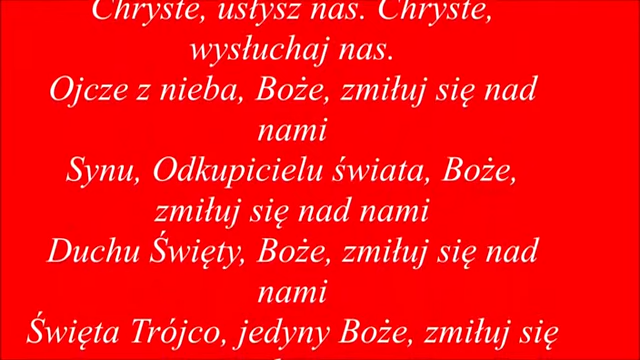 Chryste, usłysz nas. Chryste,
wysłuchaj nas.
Ojcze z nieba, Boże, zmiłuj się nad
nami
Synu, Odkupicielu świata, Boże,
zmiłuj się nad nami
Duchu Święty, Boże, zmiłuj się nad
nami
Święta Trójco, jedyny Boże, zmiłuj się